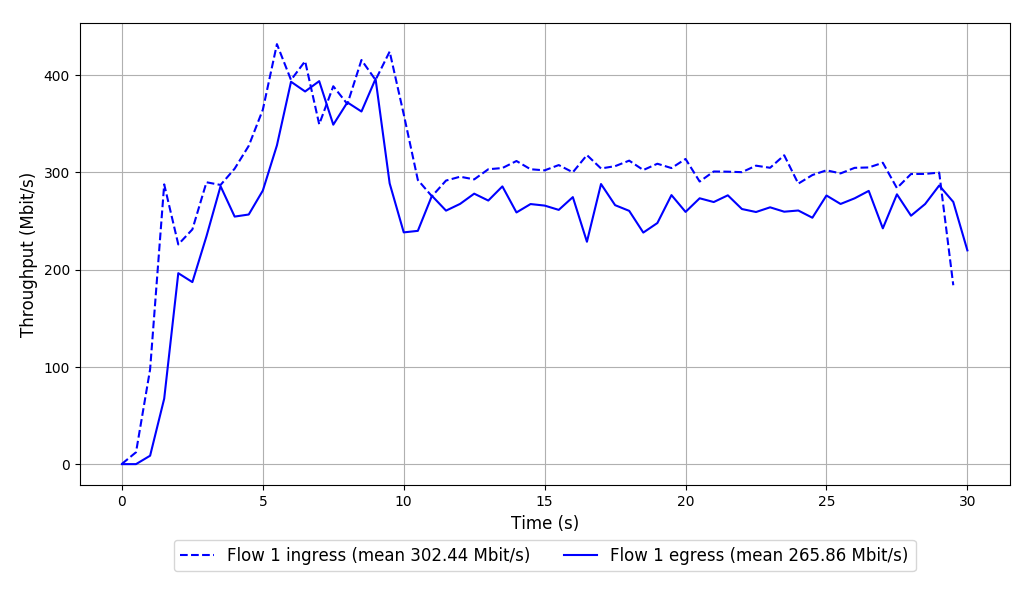 Throughput (Mbit/s)
400
300
200
100
0
0 5 10 15 20 25 30
Time (s)
Flow 1 ingress (mean 302.44 Mbit/s) Flow 1 egress (mean 265.86 Mbit/s)